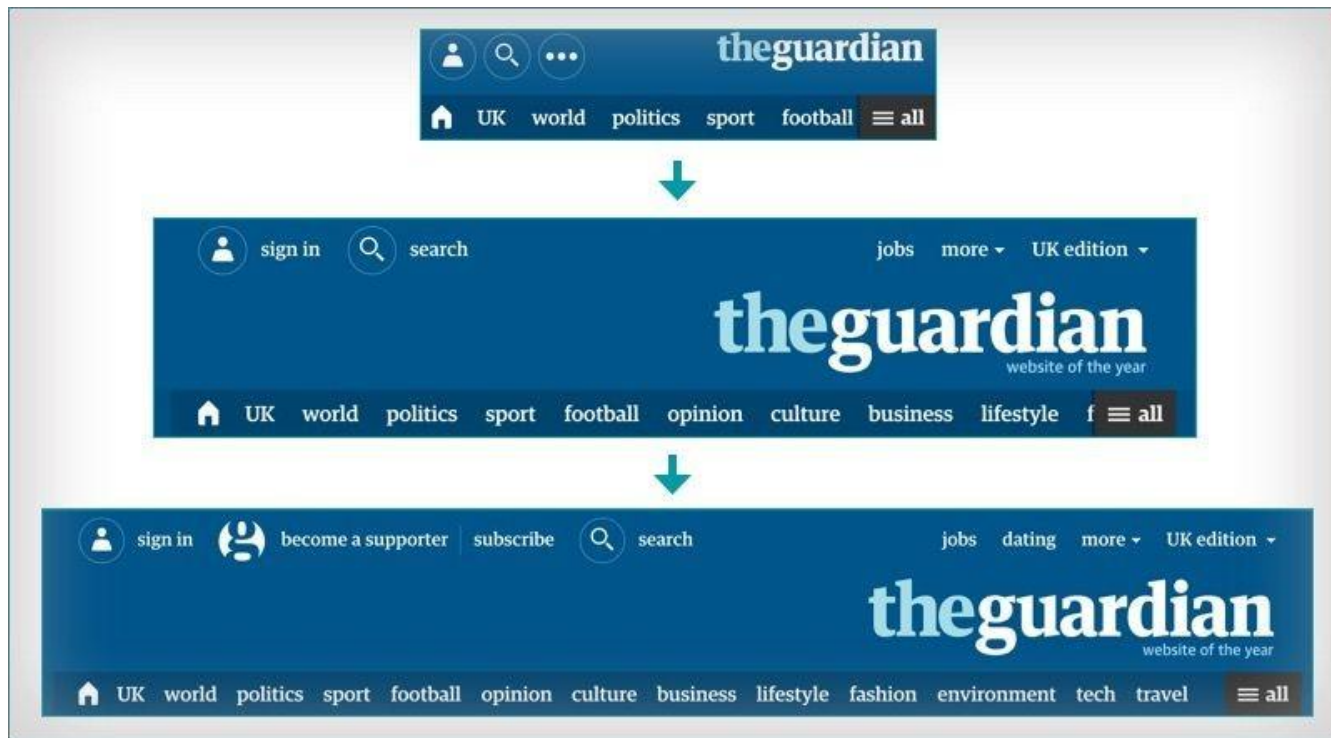 theguardian
UK world politics sport football all
sign in search jobs more UK edition
theguardian
website of the year
UK world politics sport football opinion culture business lifestyle f all
sign in become a supporter subscribe search jobs dating more UK edition
theguardian
website of the year
UK world politics sport football opinion culture business lifestyle fashion environment tech travel all